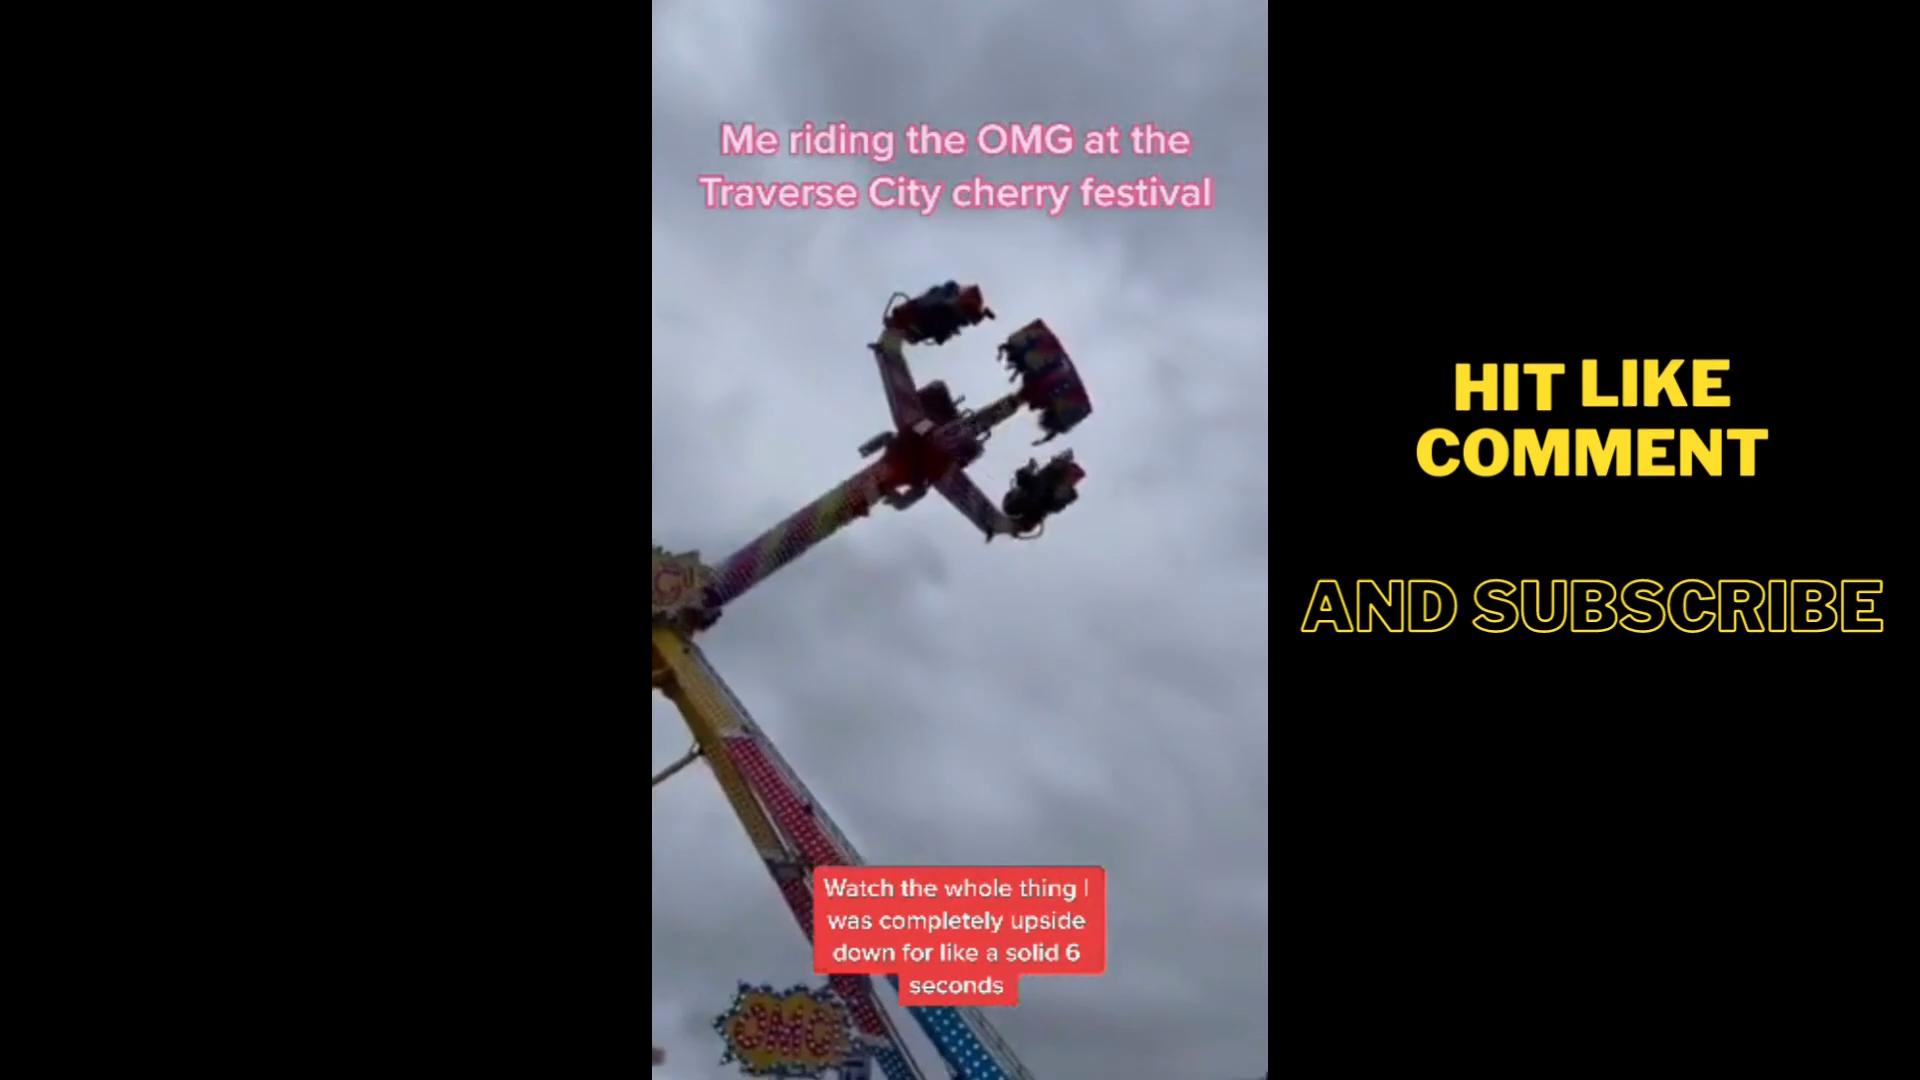 Me riding the OMG at the
Traverse City cherry festival
HIT LIKE
COMMENT
AND SUBSCRIBE
Watch the whole thing I
was completely upside
down for like a solid 6
seconds
OMG